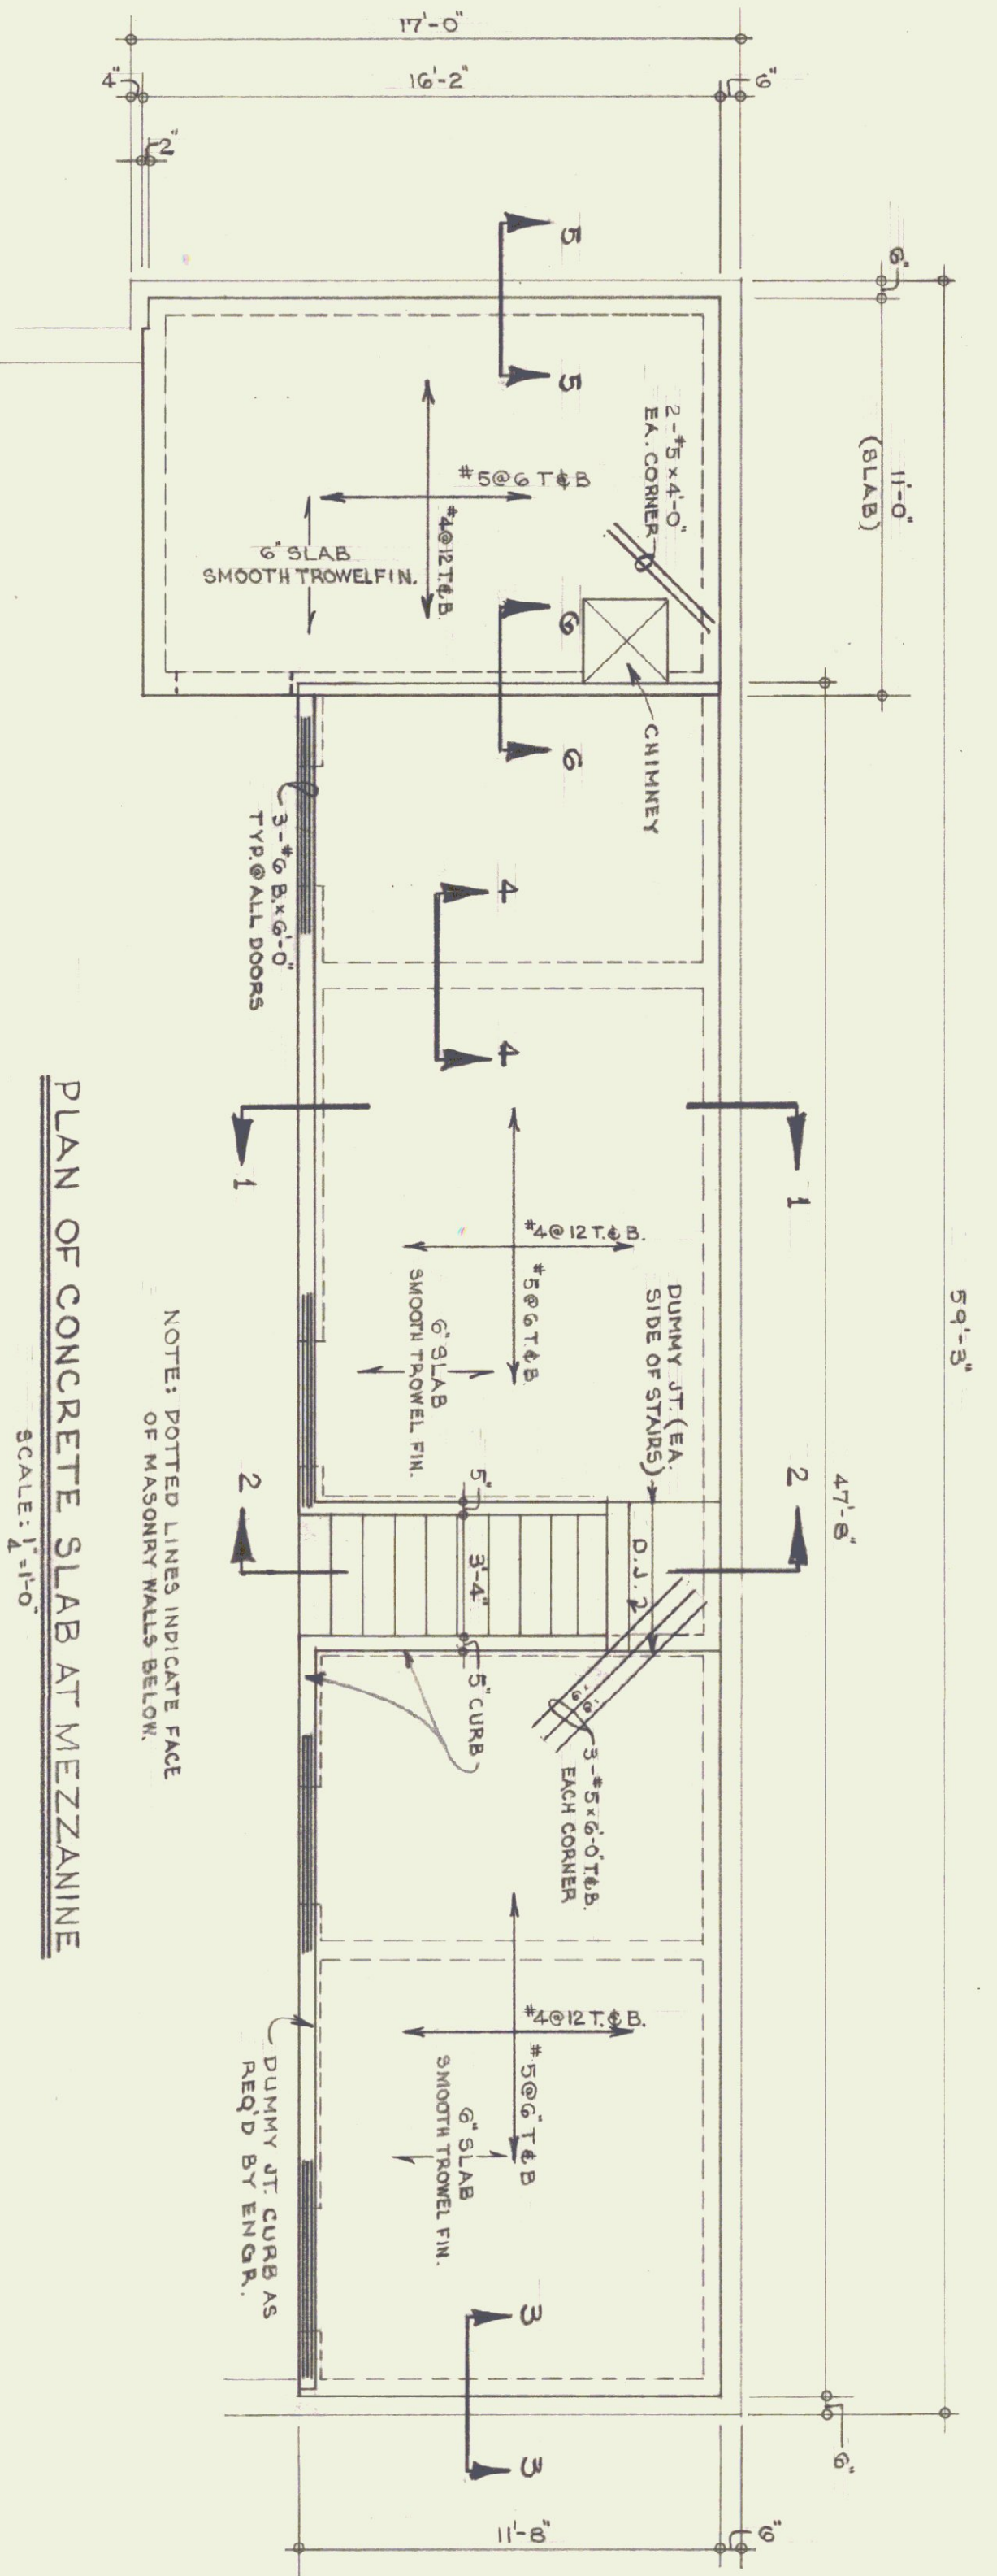 17'-0"
4"
16'-2"
6"
2"
6"
11'-0"
(SLAB)
59'-3"
47'-8"
6"
11'-8"
6"
5
5
2-#5×4'-0"
EA. CORNER
#5@6 T&B
#4@12 T.&B.
6" SLAB
SMOOTH TROWEL FIN.
6
6
CHIMNEY
3-#6 B.×6'-0"
TYP. @ ALL DOORS
4
4
1
1
#4@12 T.&B.
#5@6 T.&B.
6" SLAB
SMOOTH TROWEL FIN.
DUMMY JT. (EA.
SIDE OF STAIRS)
2
2
5"
3'-4"
5" CURB
D.J.
6"
6"
3-#5×6'-0" T.&B.
EACH CORNER
#4@12 T.&B.
#5@6" T&B
6" SLAB
SMOOTH TROWEL FIN.
DUMMY JT. CURB AS
REQ'D BY ENGR.
3
3
NOTE: DOTTED LINES INDICATE FACE
OF MASONRY WALLS BELOW.
PLAN OF CONCRETE SLAB AT MEZZANINE
SCALE: 1/4"=1'-0"